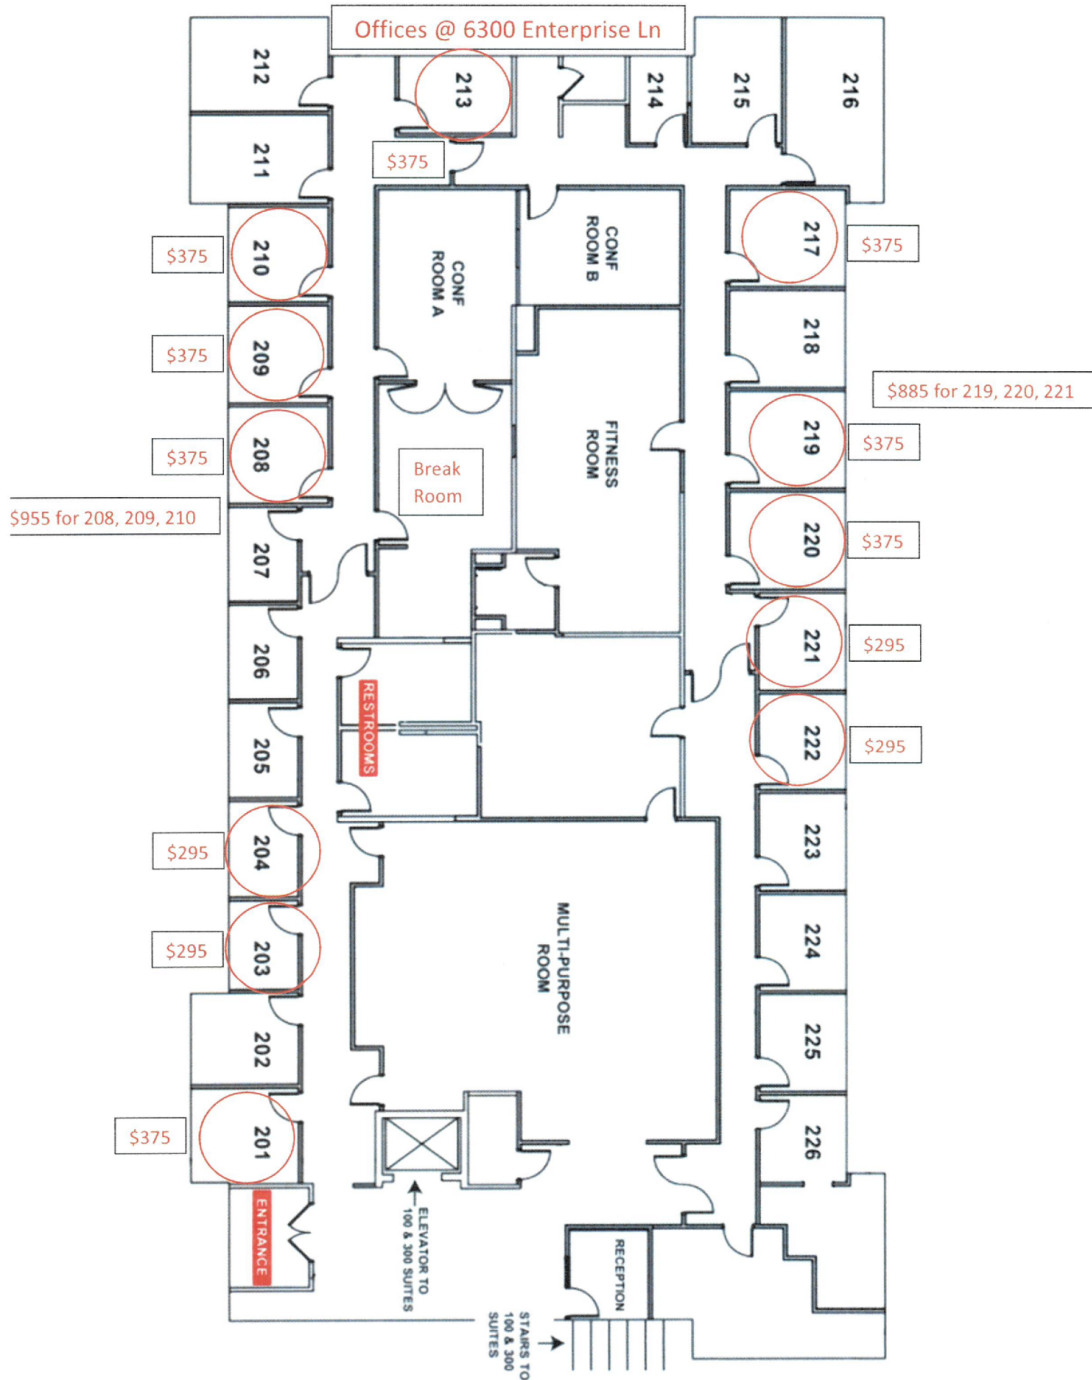 Offices @ 6300 Enterprise Ln
212
213
214
215
216
$375
211
CONF
ROOM A
CONF
ROOM B
217
$375
210
$375
218
209
$375
$885 for 219, 220, 221
219
$375
208
$375
FITNESS
ROOM
Break
Room
$955 for 208, 209, 210
220
$375
207
221
$295
206
RESTROOMS
222
$295
205
223
204
$295
224
203
$295
MULTI-PURPOSE
ROOM
202
225
201
$375
226
ENTRANCE
ELEVATOR TO
100 & 300 SUITES
RECEPTION
STAIRS TO
100 & 300
SUITES